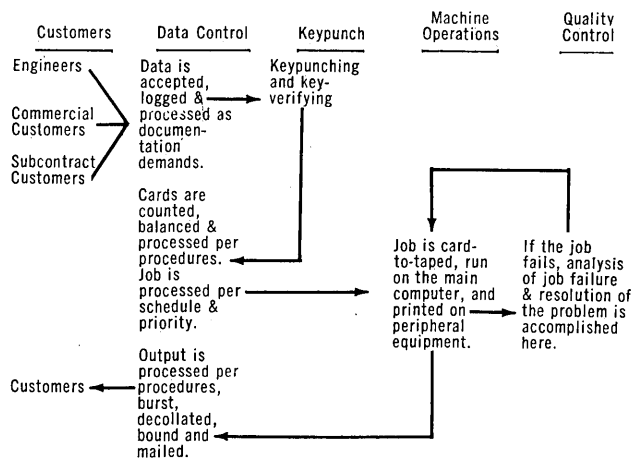 Customers
Data Control
Keypunch
Machine
Operations
Quality
Control
Engineers
Commercial
Customers
Subcontract
Customers
Data is
accepted,
logged &
processed as
documen-
tation
demands.
Keypunching
and key-
verifying
Cards are
counted,
balanced &
processed per
procedures.
Job is
processed per
schedule &
priority.
Job is card-
to-taped, run
on the main
computer, and
printed on
peripheral
equipment.
If the job
fails, analysis
of job failure
& resolution of
the problem is
accomplished
here.
Output is
processed per
procedures,
burst,
decollated,
bound and
mailed.
Customers